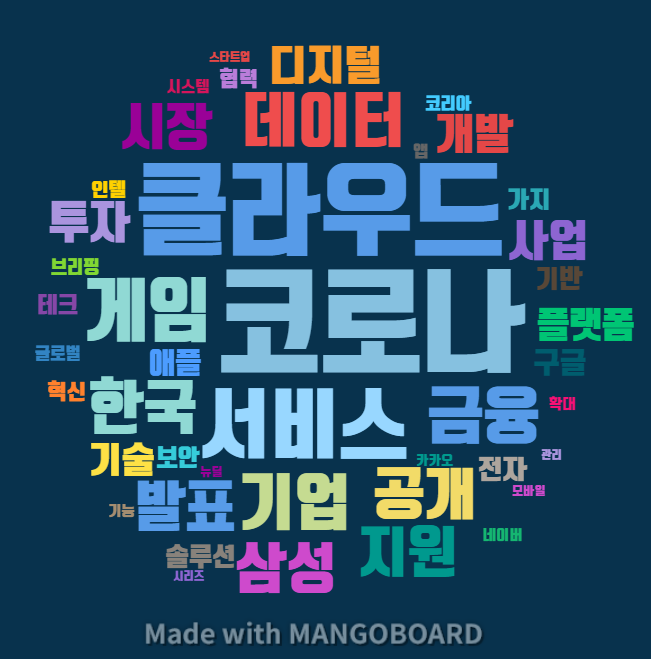 스타트업
디지털
협력
시스템
시장
데이터
코리아
개발
앱
인텔
투자
클라우드
가지
사업
브리핑
기반
테크
게임
코로나
플랫폼
글로벌
애플
구글
혁신
한국
서비스
금융
확대
기술
보안
뉴딜
카카오
전자
관리
모바일
기능
발표
기업
공개
네이버
솔루션
시리즈
삼성
지원
Made with MANGOBOARD